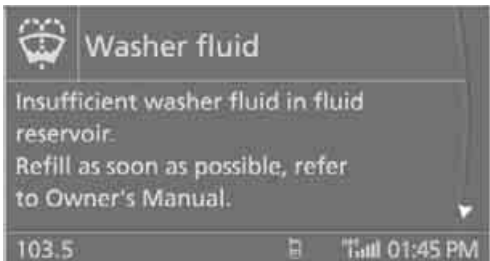 Washer fluid
Insufficient washer fluid in fluid
reservoir.
Refill as soon as possible, refer
to Owner's Manual.
103.5 01:45 PM